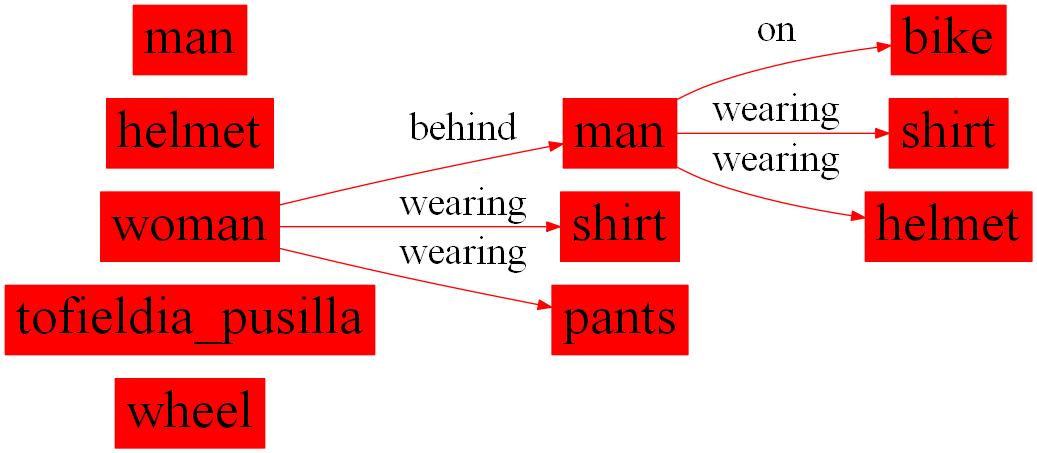 man
helmet
woman
tofieldia_pusilla
wheel
behind
wearing
wearing
man
shirt
pants
on
wearing
wearing
bike
shirt
helmet